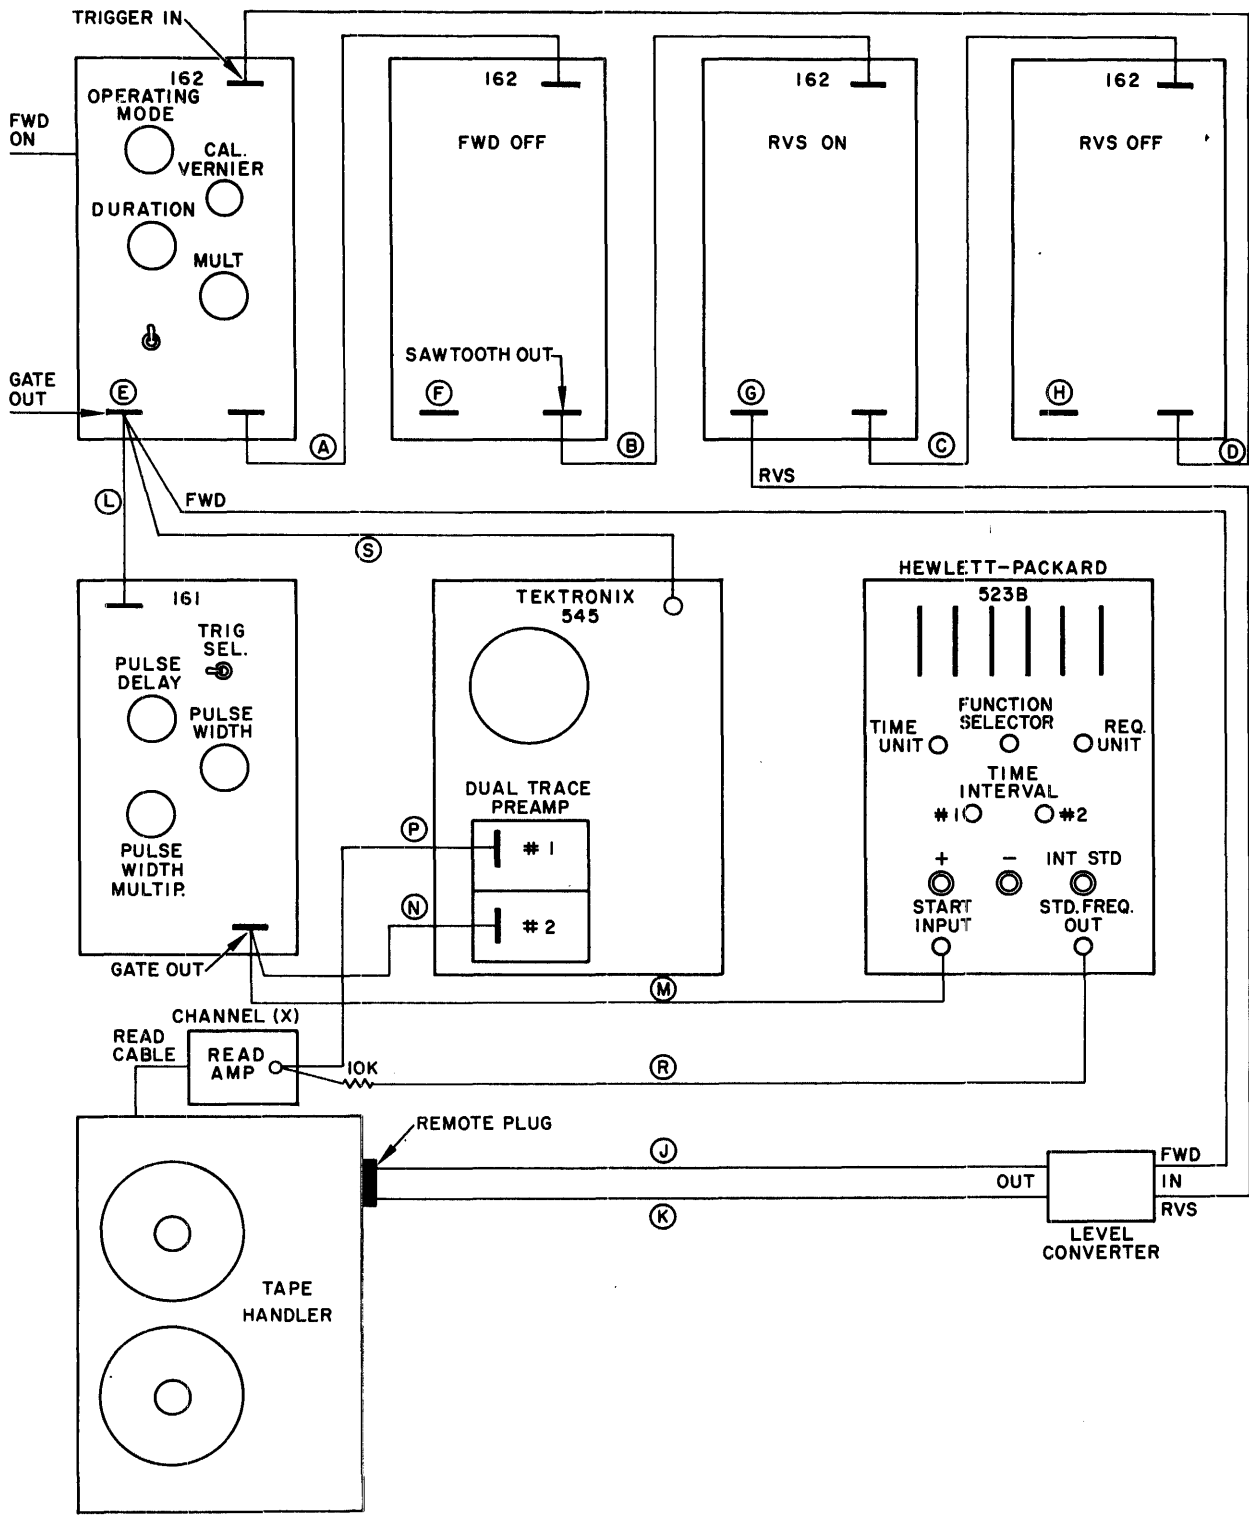 TRIGGER IN
162
OPERATING
MODE
CAL.
VERNIER
DURATION
MULT
FWD
ON
GATE
OUT
E
162
FWD OFF
SAWTOOTH OUT
F
162
RVS ON
G
162
RVS OFF
H
A
B
C
D
RVS
L
FWD
S
161
TRIG
SEL.
PULSE
DELAY
PULSE
WIDTH
PULSE
WIDTH
MULTIP.
GATE OUT
TEKTRONIX
545
DUAL TRACE
PREAMP
# 1
# 2
P
N
HEWLETT-PACKARD
523B
FUNCTION
SELECTOR
TIME
UNIT
REQ.
UNIT
TIME
INTERVAL
#1
#2
+
-
INT STD
START
INPUT
STD. FREQ.
OUT
M
CHANNEL (X)
READ
CABLE
READ
AMP
10K
R
REMOTE PLUG
J
K
OUT
FWD
IN
RVS
LEVEL
CONVERTER
TAPE
HANDLER